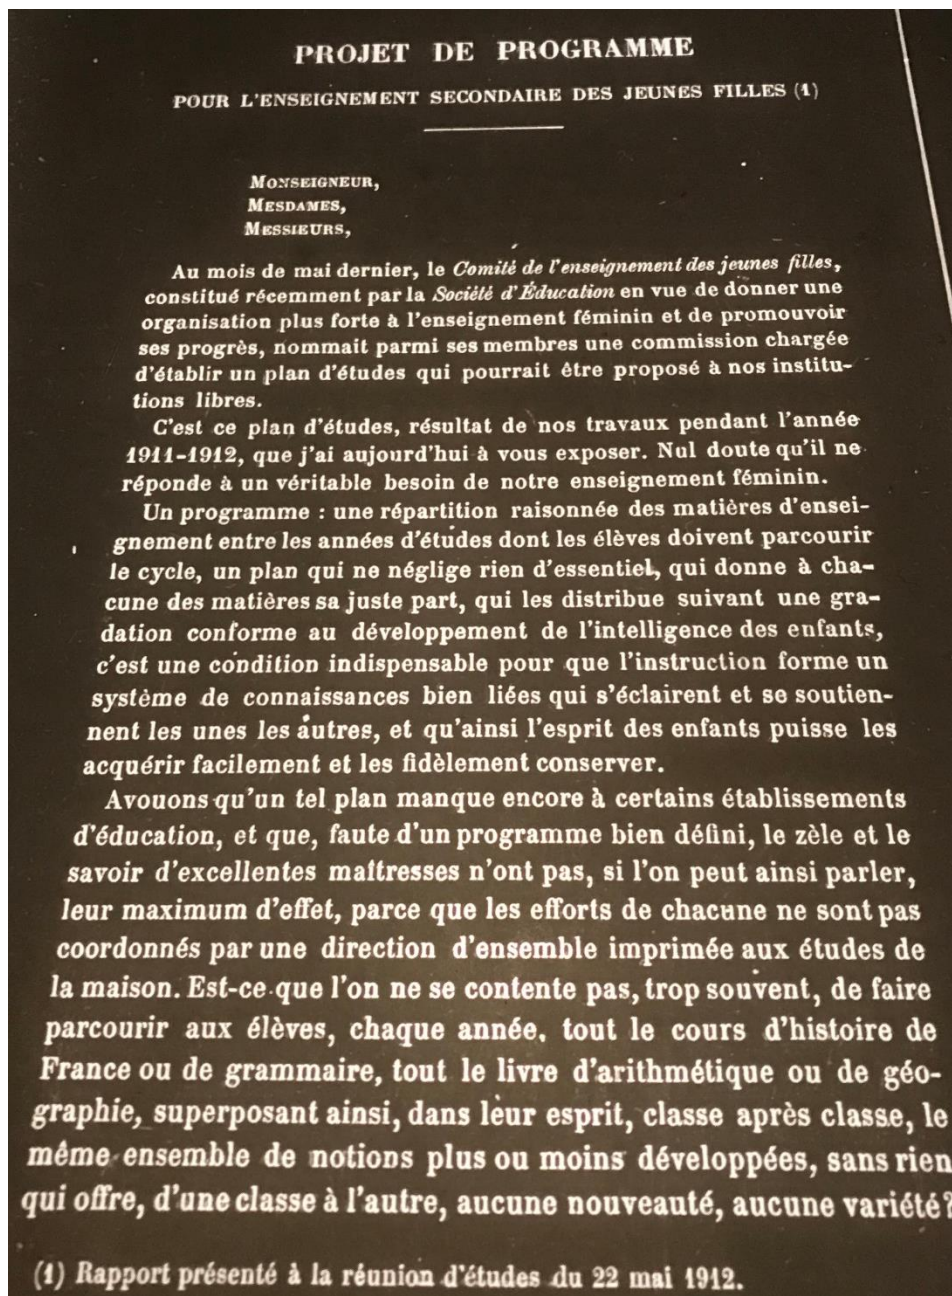 PROJET DE PROGRAMME
POUR L'ENSEIGNEMENT SECONDAIRE DES JEUNES FILLES (1)
MONSEIGNEUR,
MESDAMES,
MESSIEURS,
Au mois de mai dernier, le Comité de l'enseignement des jeunes filles,
constitué récemment par la Société d'Éducation en vue de donner une
organisation plus forte à l'enseignement féminin et de promouvoir
ses progrès, nommait parmi ses membres une commission chargée
d'établir un plan d'études qui pourrait être proposé à nos institu-
tions libres.
C'est ce plan d'études, résultat de nos travaux pendant l'année
1911-1912, que j'ai aujourd'hui à vous exposer. Nul doute qu'il ne
réponde à un véritable besoin de notre enseignement féminin.
Un programme : une répartition raisonnée des matières d'ensei-
gnement entre les années d'études dont les élèves doivent parcourir
le cycle, un plan qui ne néglige rien d'essentiel, qui donne à cha-
cune des matières sa juste part, qui les distribue suivant une gra-
dation conforme au développement de l'intelligence des enfants,
c'est une condition indispensable pour que l'instruction forme un
système de connaissances bien liées qui s'éclairent et se soutien-
nent les unes les autres, et qu'ainsi l'esprit des enfants puisse les
acquérir facilement et les fidèlement conserver.
Avouons qu'un tel plan manque encore à certains établissements
d'éducation, et que, faute d'un programme bien défini, le zèle et le
savoir d'excellentes maîtresses n'ont pas, si l'on peut ainsi parler,
leur maximum d'effet, parce que les efforts de chacune ne sont pas
coordonnés par une direction d'ensemble imprimée aux études de
la maison. Est-ce que l'on ne se contente pas, trop souvent, de faire
parcourir aux élèves, chaque année, tout le cours d'histoire de
France ou de grammaire, tout le livre d'arithmétique ou de géo-
graphie, superposant ainsi, dans leur esprit, classe après classe, le
même ensemble de notions plus ou moins développées, sans rien
qui offre, d'une classe à l'autre, aucune nouveauté, aucune variété?
(1) Rapport présenté à la réunion d'études du 22 mai 1912.